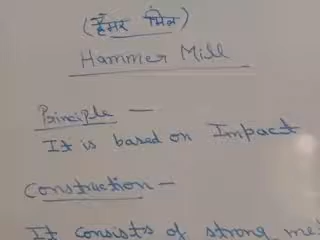 (हैमर मिल)
Hammer Mill
Principle —
It is based on Impact
Construction —
It consists of strong